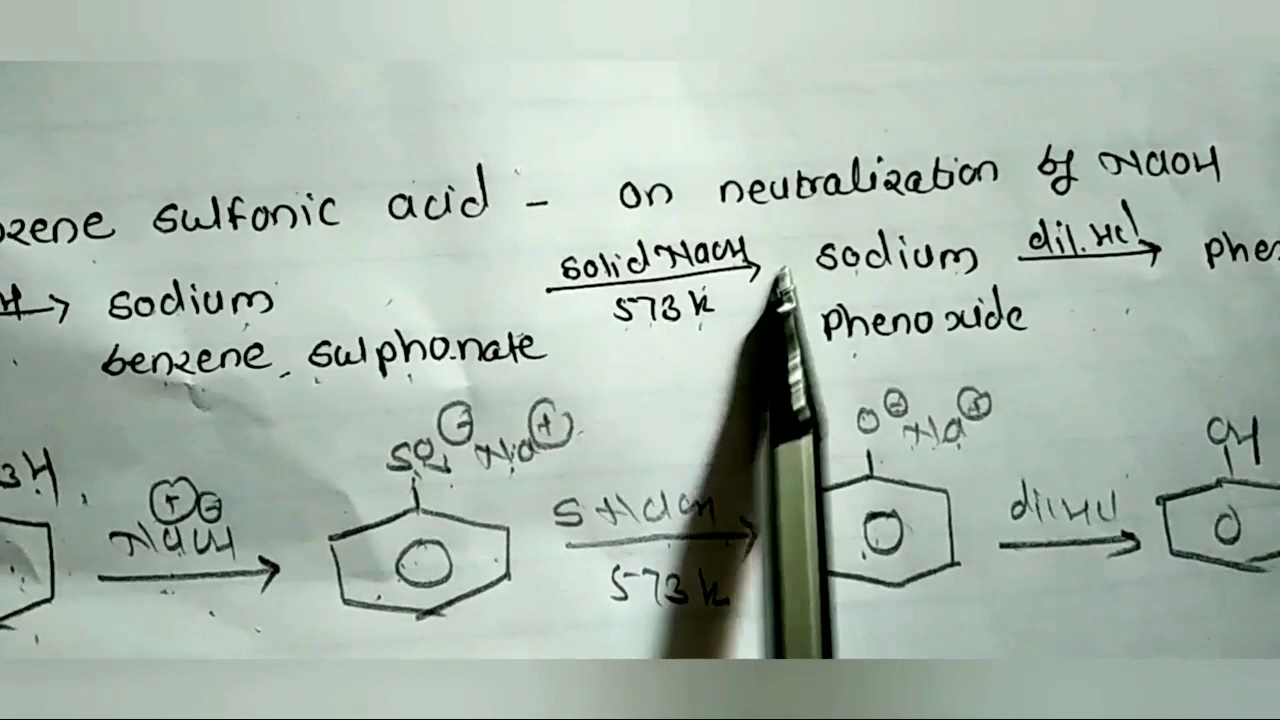 zene sulfonic acid - on neutralization by NaOH
H → sodium benzene sulphonate
solid NaOH → 573 K
sodium phenoxide
dil. HCl → phe
3H. NaOH ⊕ ⊖ →
SO3 ⊖ Na ⊕
S NaOH → 573 K
O ⊖ Na ⊕
dil HCl →
OH